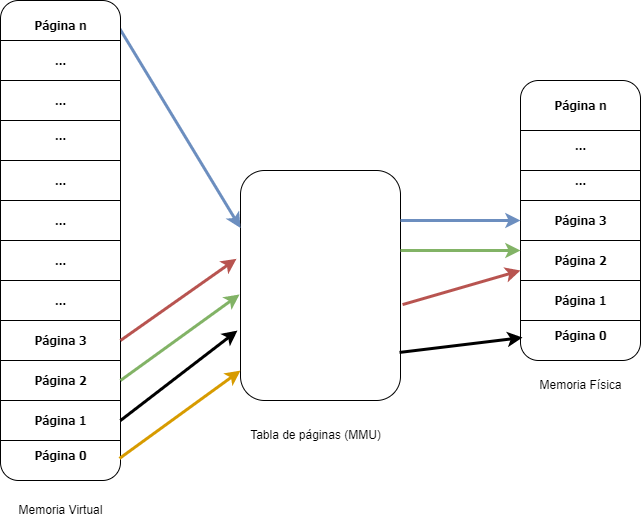 Página n
...
...
...
...
...
...
...
Página 3
Página 2
Página 1
Página 0
Memoria Virtual
Tabla de páginas (MMU)
Página n
...
...
Página 3
Página 2
Página 1
Página 0
Memoria Física